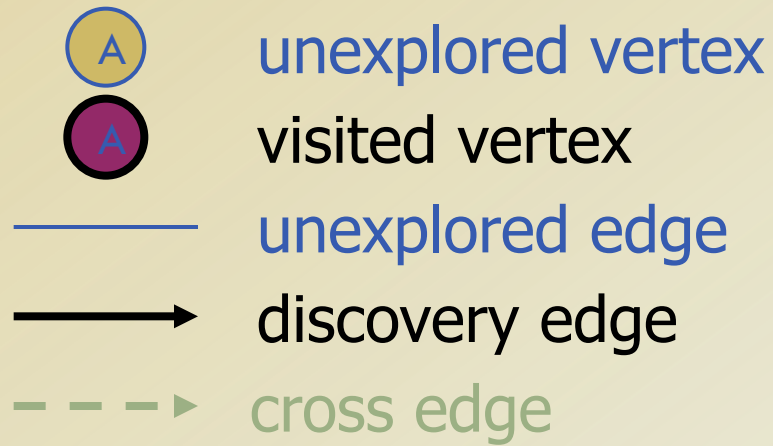 A unexplored vertex
A visited vertex
unexplored edge
discovery edge
cross edge